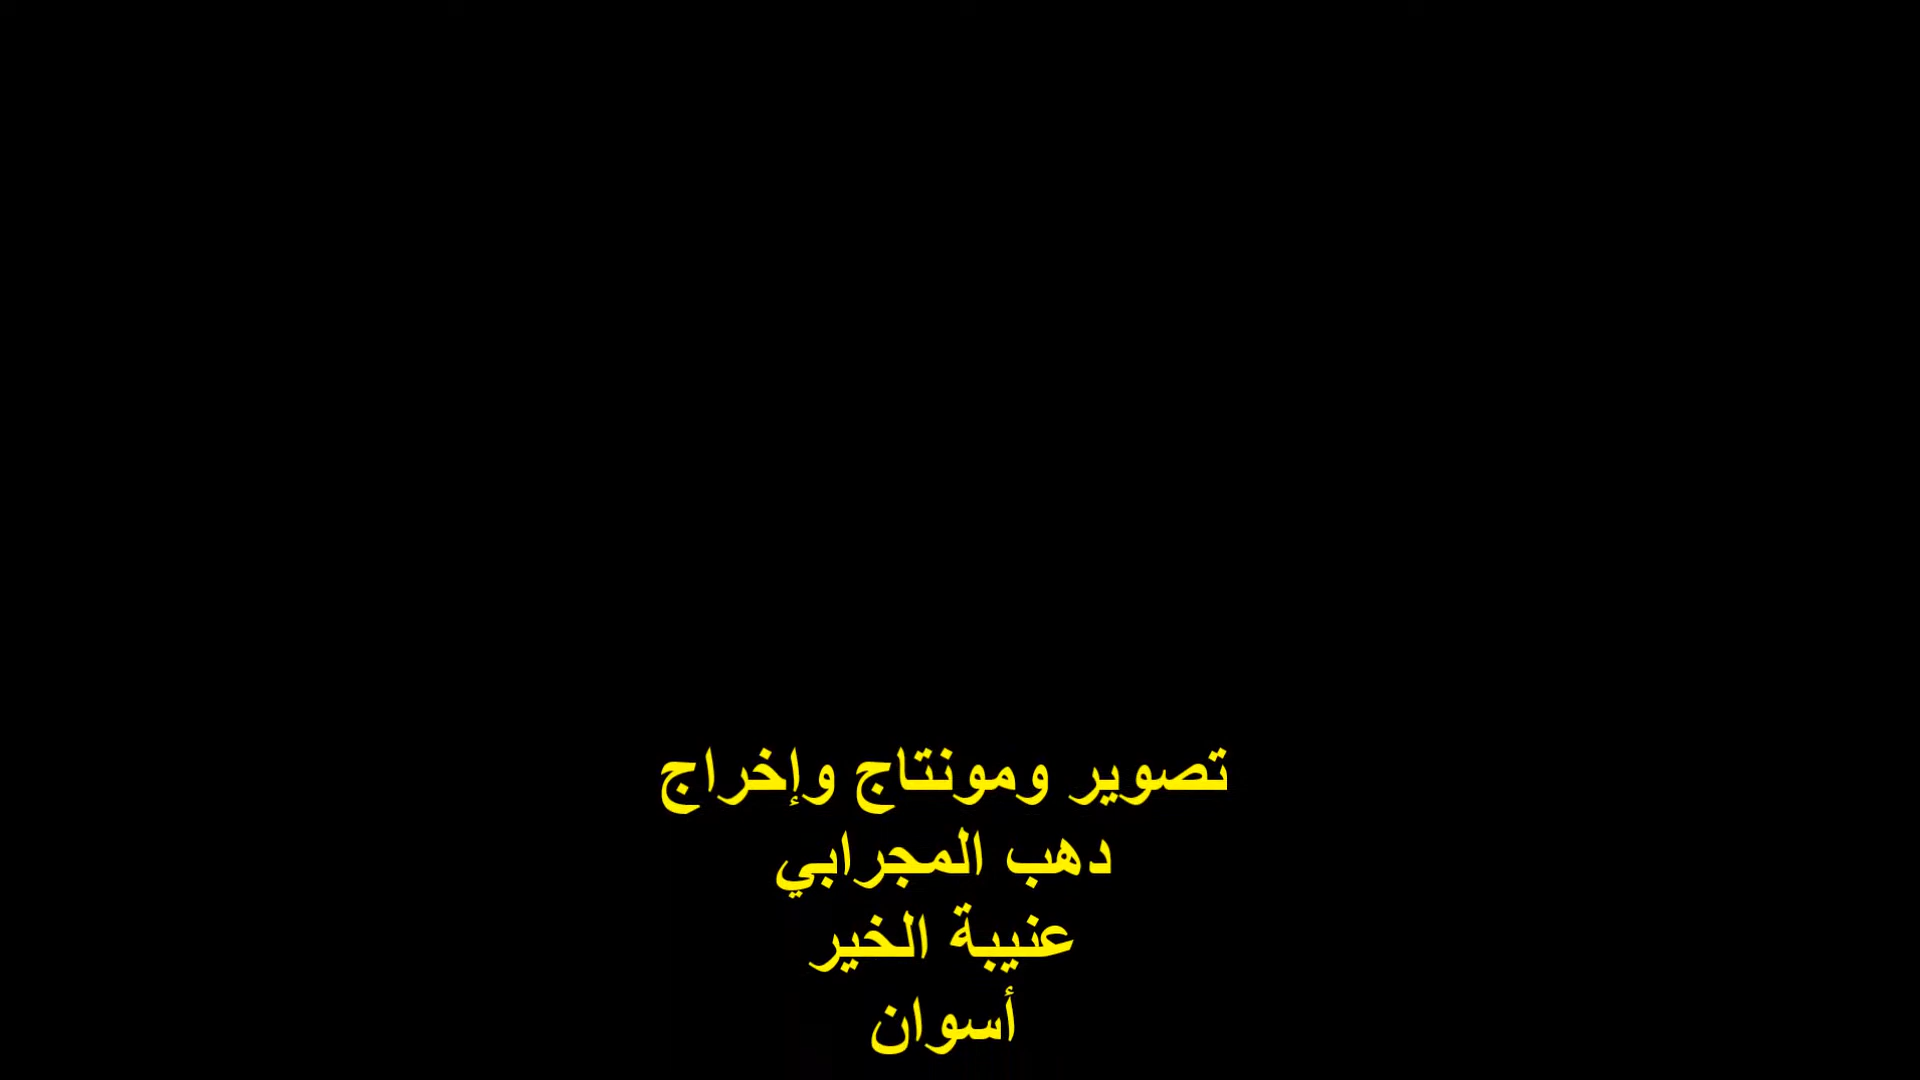 تصوير ومونتاج وإخراج
دهب المجرابي
عنيبة الخير
أسوان